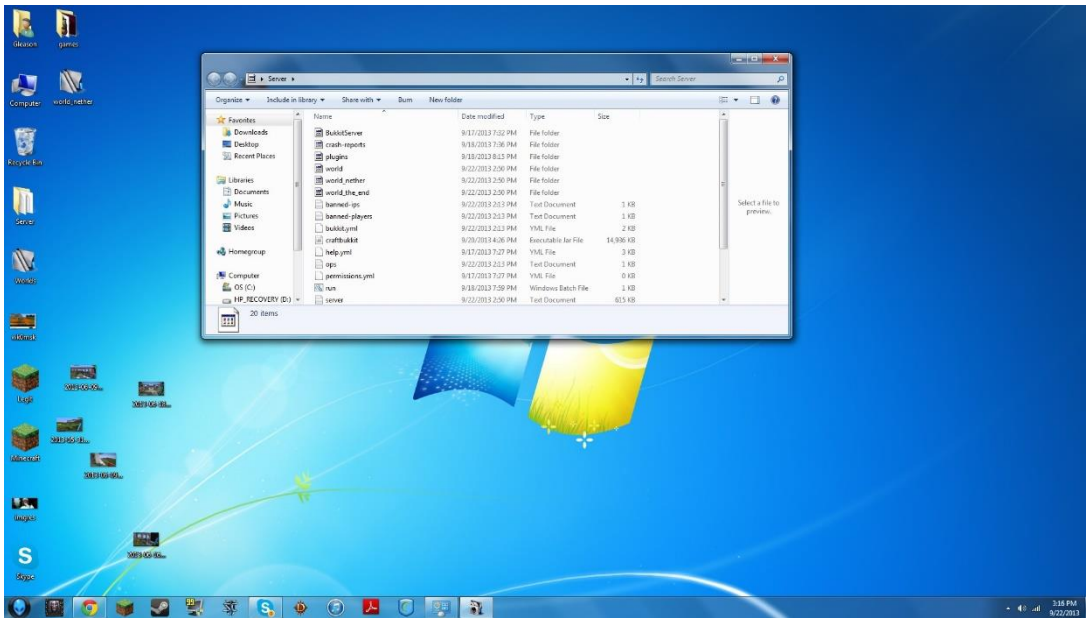 Gleason
games
Computer
world_nether
Recycle Bin
Server
Worlds
Legit
Minecraft
Images
Skype
2013-06-09...
Server
Search Server
Organize
Include in library
Share with
Burn
New folder
Favorites
Downloads
Desktop
Recent Places
Libraries
Documents
Music
Pictures
Videos
Homegroup
Computer
OS (C:)
HP_RECOVERY (D:)
Name Date modified Type Size
BukkitServer 9/17/2013 7:32 PM File folder
crash-reports 9/18/2013 7:36 PM File folder
plugins 9/18/2013 8:15 PM File folder
world 9/22/2013 2:50 PM File folder
world_nether 9/22/2013 2:50 PM File folder
world_the_end 9/22/2013 2:50 PM File folder
banned-ips 9/22/2013 2:13 PM Text Document 1 KB
banned-players 9/22/2013 2:13 PM Text Document 1 KB
bukkit.yml 9/22/2013 2:13 PM YML File 2 KB
craftbukkit 9/20/2013 4:26 PM Executable Jar File 14,936 KB
help.yml 9/17/2013 7:27 PM YML File 3 KB
ops 9/22/2013 2:13 PM Text Document 1 KB
permissions.yml 9/17/2013 7:27 PM YML File 0 KB
run 9/18/2013 7:59 PM Windows Batch File 1 KB
server 9/22/2013 2:50 PM Text Document 615 KB
Select a file to
preview.
20 items
3:16 PM
9/22/2013